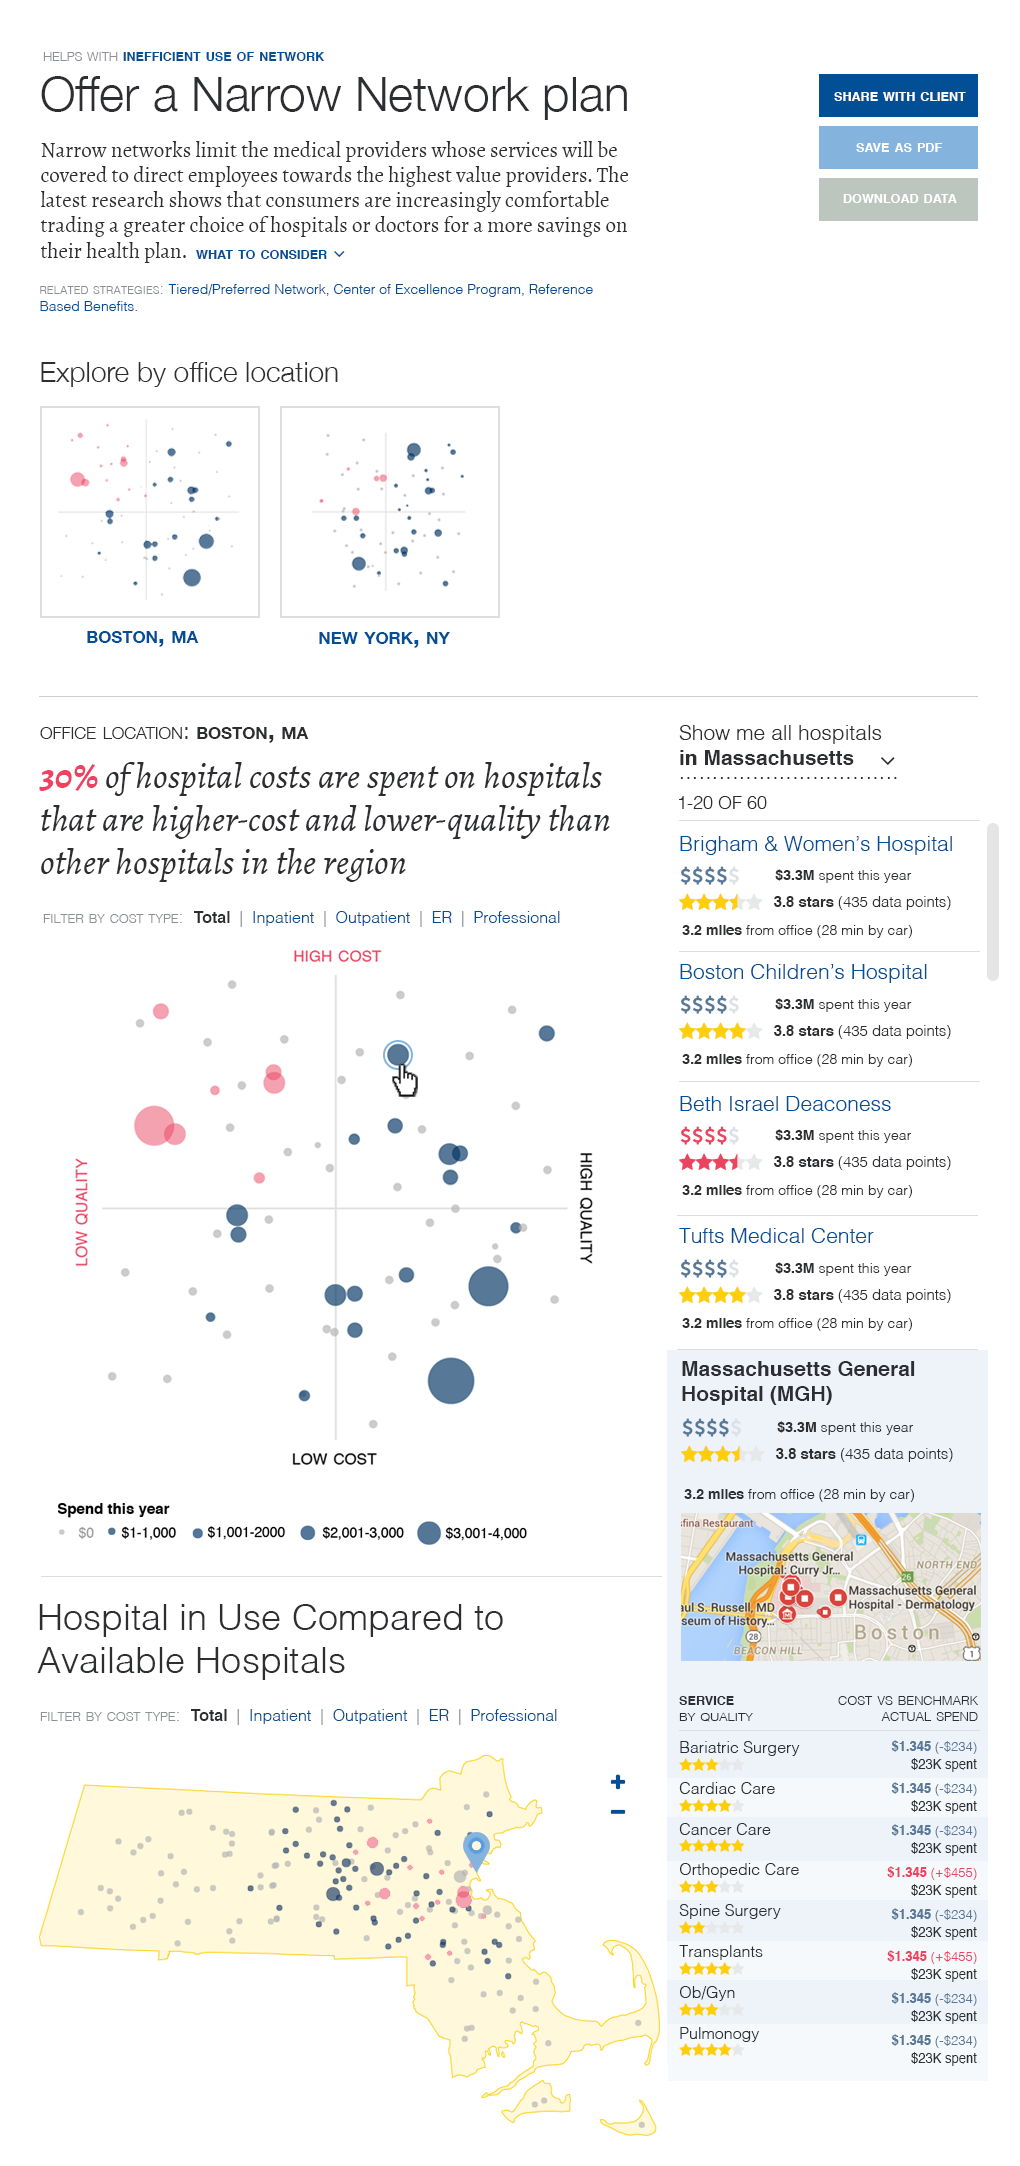 HELPS WITH INEFFICIENT USE OF NETWORK
Offer a Narrow Network plan
SHARE WITH CLIENT
SAVE AS PDF
DOWNLOAD DATA
Narrow networks limit the medical providers whose services will be
covered to direct employees towards the highest value providers. The
latest research shows that consumers are increasingly comfortable
trading a greater choice of hospitals or doctors for a more savings on
their health plan. WHAT TO CONSIDER
RELATED STRATEGIES: Tiered/Preferred Network, Center of Excellence Program, Reference
Based Benefits.
Explore by office location
BOSTON, MA
NEW YORK, NY
OFFICE LOCATION: BOSTON, MA
30% of hospital costs are spent on hospitals
that are higher-cost and lower-quality than
other hospitals in the region
FILTER BY COST TYPE: Total | Inpatient | Outpatient | ER | Professional
HIGH COST
LOW QUALITY
HIGH QUALITY
LOW COST
Spend this year
$0 $1-1,000 $1,001-2000 $2,001-3,000 $3,001-4,000
Hospital in Use Compared to
Available Hospitals
FILTER BY COST TYPE: Total | Inpatient | Outpatient | ER | Professional
+
−
Show me all hospitals
in Massachusetts
1-20 OF 60
Brigham & Women’s Hospital
$$$$$ $3.3M spent this year
3.8 stars (435 data points)
3.2 miles from office (28 min by car)
Boston Children’s Hospital
$$$$$ $3.3M spent this year
3.8 stars (435 data points)
3.2 miles from office (28 min by car)
Beth Israel Deaconess
$$$$$ $3.3M spent this year
3.8 stars (435 data points)
3.2 miles from office (28 min by car)
Tufts Medical Center
$$$$$ $3.3M spent this year
3.8 stars (435 data points)
3.2 miles from office (28 min by car)
Massachusetts General
Hospital (MGH)
$$$$$ $3.3M spent this year
3.8 stars (435 data points)
3.2 miles from office (28 min by car)
fina Restaurant
Massachusetts General
Hospital: Curry Jr...
NORTH END
26
Massachusetts General
Hospital - Dermatology
aul S. Russell, MD
seum of History...
Boston
28
BEACON HILL
1
SERVICE
BY QUALITY
COST VS BENCHMARK
ACTUAL SPEND
Bariatric Surgery $1.345 (-$234)
$23K spent
Cardiac Care $1.345 (-$234)
$23K spent
Cancer Care $1.345 (-$234)
$23K spent
Orthopedic Care $1.345 (+$455)
$23K spent
Spine Surgery $1.345 (-$234)
$23K spent
Transplants $1.345 (+$455)
$23K spent
Ob/Gyn $1.345 (-$234)
$23K spent
Pulmonogy $1.345 (-$234)
$23K spent